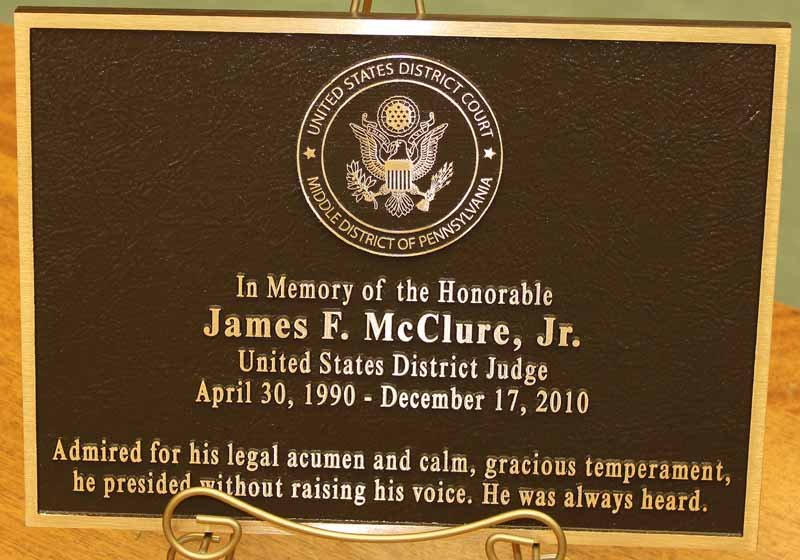 UNITED STATES DISTRICT COURT
MIDDLE DISTRICT OF PENNSYLVANIA
In Memory of the Honorable
James F. McClure, Jr.
United States District Judge
April 30, 1990 - December 17, 2010
Admired for his legal acumen and calm, gracious temperament,
he presided without raising his voice. He was always heard.